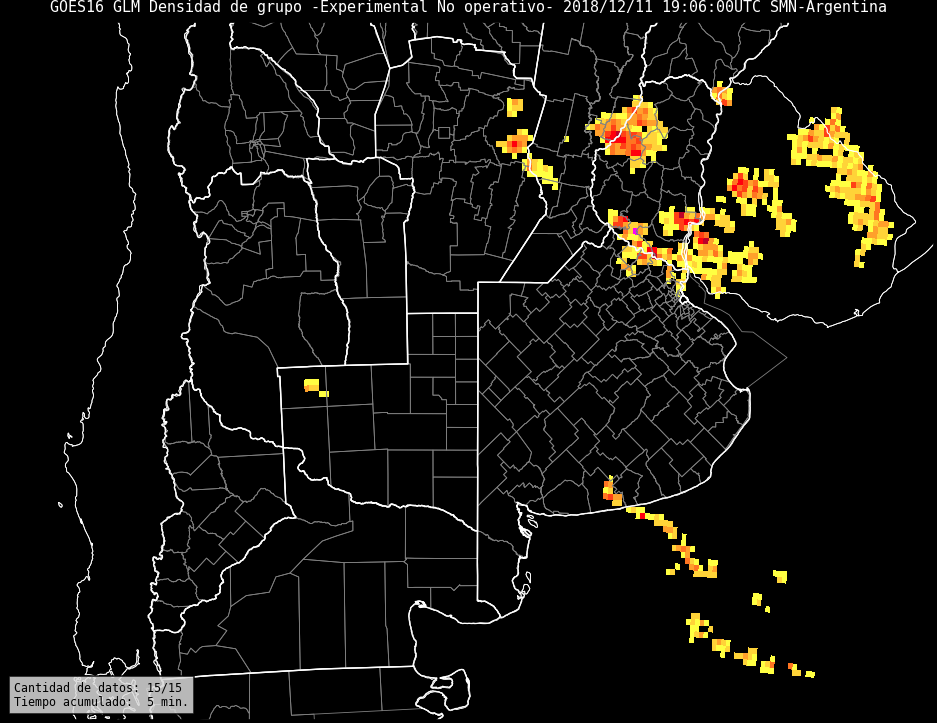 GOES16 GLM Densidad de grupo -Experimental No operativo- 2018/12/11 19:06:00UTC SMN-Argentina
Cantidad de datos: 15/15
Tiempo acumulado:  5 min.